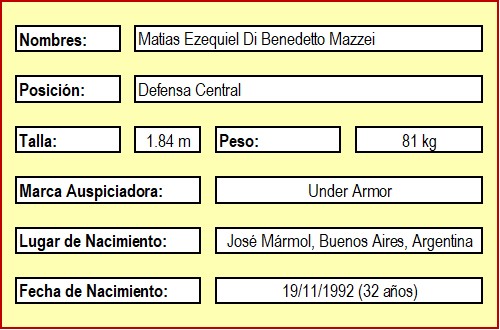 Nombres: Matias Ezequiel Di Benedetto Mazzei
Posición: Defensa Central
Talla: 1.84 m Peso: 81 kg
Marca Auspiciadora: Under Armor
Lugar de Nacimiento: José Mármol, Buenos Aires, Argentina
Fecha de Nacimiento: 19/11/1992 (32 años)